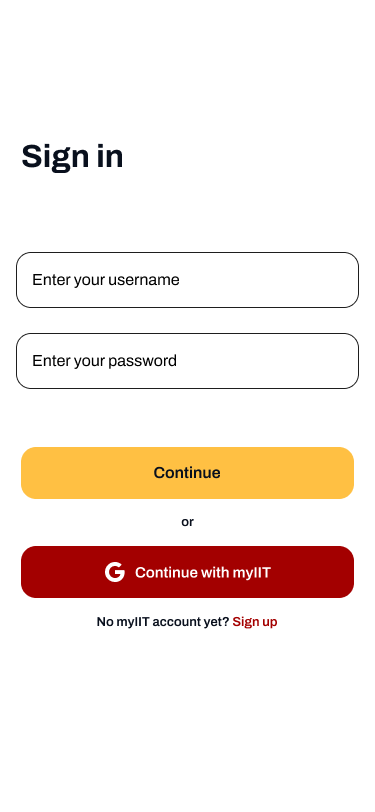 Sign in
Enter your username
Enter your password
Continue
or
Continue with myIIT
No myIIT account yet? Sign up